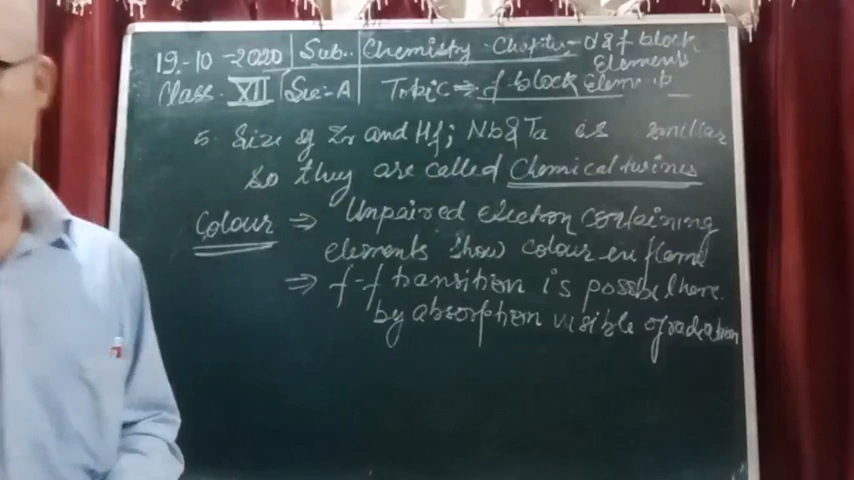 19-10-2020 Sub.. Chemistry Chapter - d & f block Elements
Class - XII Sec-A Topic ⇒ f block Elements
5. Size of Zr and Hf; Nb & Ta is similar
so they are called Chemical twines
Colour ⇒ Unpaired electron containing
elements show colour en flame
⇒ f-f transition is possible here
by absorption visible of radiation